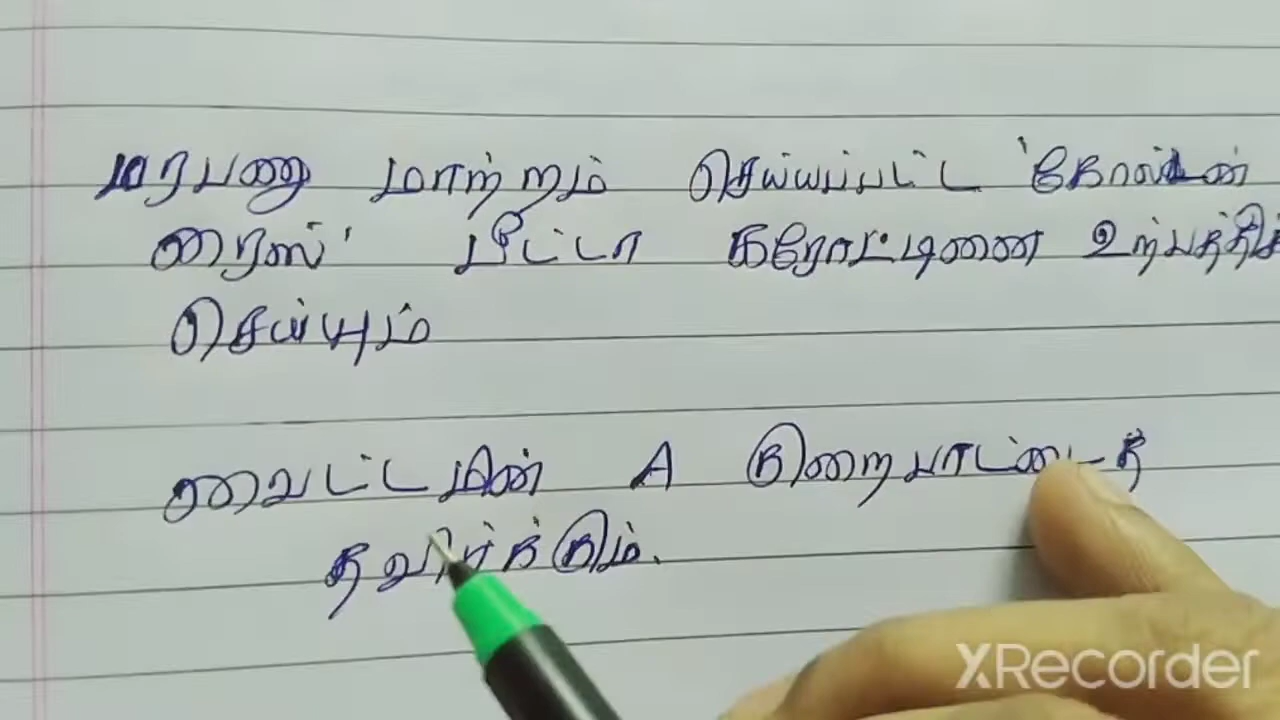 மரபணு மாற்றம் செய்யப்பட்ட 'கோல்டன்
ரைஸ்' பீட்டா கரோட்டினை உற்பத்திச்
செய்யும்
வைட்டமின் A குறைபாட்டைத்
தவிர்க்கும்.
XRecorder